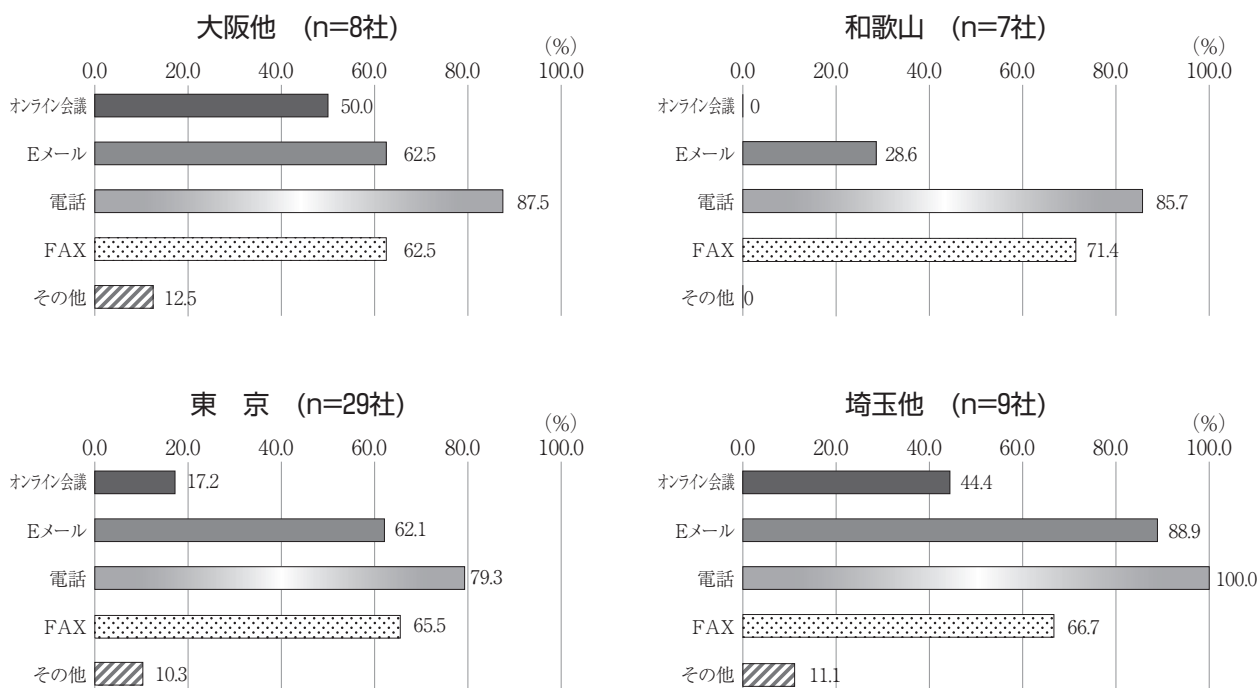 大阪他 (n=8社)
(%)
0.0 20.0 40.0 60.0 80.0 100.0
オンライン会議 50.0
Eメール 62.5
電話 87.5
FAX 62.5
その他 12.5
和歌山 (n=7社)
(%)
0.0 20.0 40.0 60.0 80.0 100.0
オンライン会議 0
Eメール 28.6
電話 85.7
FAX 71.4
その他 0
東 京 (n=29社)
(%)
0.0 20.0 40.0 60.0 80.0 100.0
オンライン会議 17.2
Eメール 62.1
電話 79.3
FAX 65.5
その他 10.3
埼玉他 (n=9社)
(%)
0.0 20.0 40.0 60.0 80.0 100.0
オンライン会議 44.4
Eメール 88.9
電話 100.0
FAX 66.7
その他 11.1